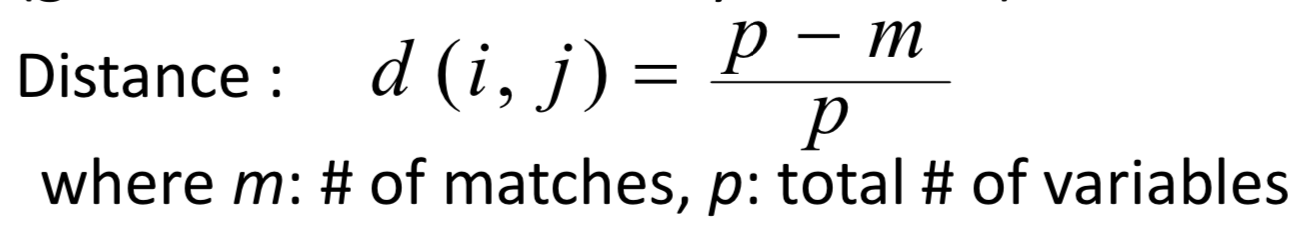 Distance : d (i, j) = p − m / p
where m: # of matches, p: total # of variables